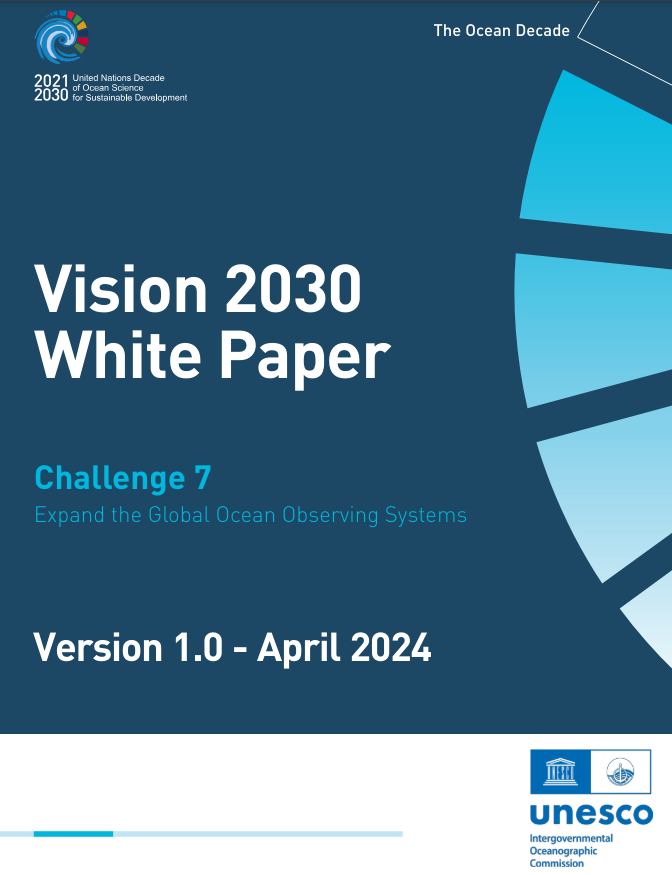 The Ocean Decade
2021
2030
United Nations Decade
of Ocean Science
for Sustainable Development
Vision 2030
White Paper
Challenge 7
Expand the Global Ocean Observing Systems
Version 1.0 - April 2024
unesco
Intergovernmental
Oceanographic
Commission